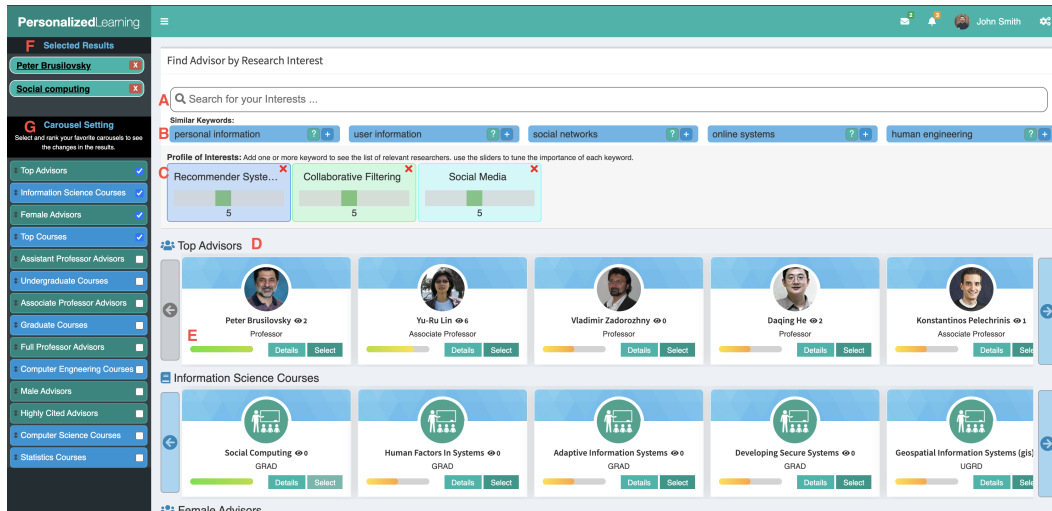 PersonalizedLearning
2
3
John Smith
F Selected Results
Peter Brusilovsky X
Social computing X
G Carousel Setting
Select and rank your favorite carousels to see
the changes in the results.
Top Advisors
Information Science Courses
Female Advisors
Top Courses
Assistant Professor Advisors
Undergraduate Courses
Associate Professor Advisors
Graduate Courses
Full Professor Advisors
Computer Engneering Courses
Male Advisors
Highly Cited Advisors
Computer Science Courses
Statistics Courses
Find Advisor by Research Interest
A Search for your Interests ...
Similar Keywords:
B personal information ? + user information ? + social networks ? + online systems ? + human engineering ? +
Profile of Interests: Add one or more keyword to see the list of relevant researchers. use the sliders to tune the importance of each keyword.
C Recommender Syste... Collaborative Filtering Social Media
5 5 5
Top Advisors D
Peter Brusilovsky 2 Yu-Ru Lin 6 Vladimir Zadorozhny 0 Daqing He 2 Konstantinos Pelechrinis 1
Professor Associate Professor Professor Professor Associate Professor
E Details Select Details Select Details Select Details Select Details Sele
Information Science Courses
Social Computing 0 Human Factors In Systems 0 Adaptive Information Systems 0 Developing Secure Systems 0 Geospatial Information Systems (gis)
GRAD GRAD GRAD GRAD UGRD
Details Select Details Select Details Select Details Select Details Sele
Female Advisors